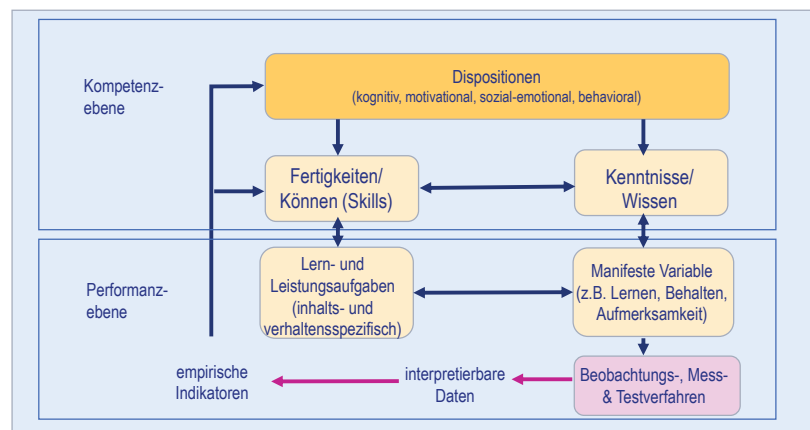 Kompetenz-
ebene
Dispositionen
(kognitiv, motivational, sozial-emotional, behavioral)
Fertigkeiten/
Können (Skills)
Kenntnisse/
Wissen
Performanz-
ebene
Lern- und
Leistungsaufgaben
(inhalts- und
verhaltensspezifisch)
Manifeste Variable
(z.B. Lernen, Behalten,
Aufmerksamkeit)
empirische
Indikatoren
interpretierbare
Daten
Beobachtungs-, Mess-
& Testverfahren